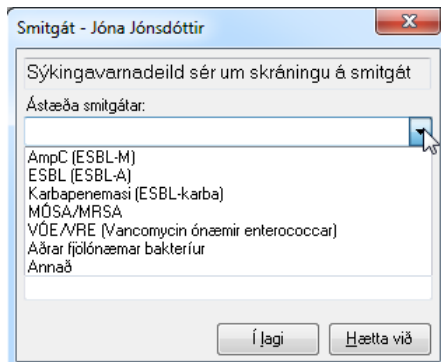 Smitgát - Jóna Jónsdóttir
Sýkingavarnadeild sér um skráningu á smitgát
Ástæða smitgátar:
AmpC (ESBL-M)
ESBL (ESBL-A)
Karbapenemasi (ESBL-karba)
MÓSA/MRSA
VÓE/VRE (Vancomycin ónæmir enterococcar)
Aðrar fjölónæmar bakteríur
Annað
Í lagi
Hætta við